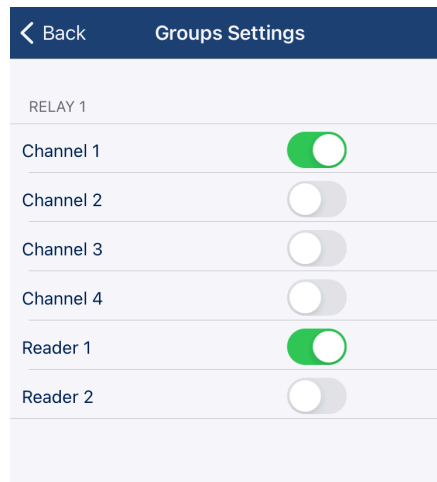 Back Groups Settings
RELAY 1
Channel 1
Channel 2
Channel 3
Channel 4
Reader 1
Reader 2